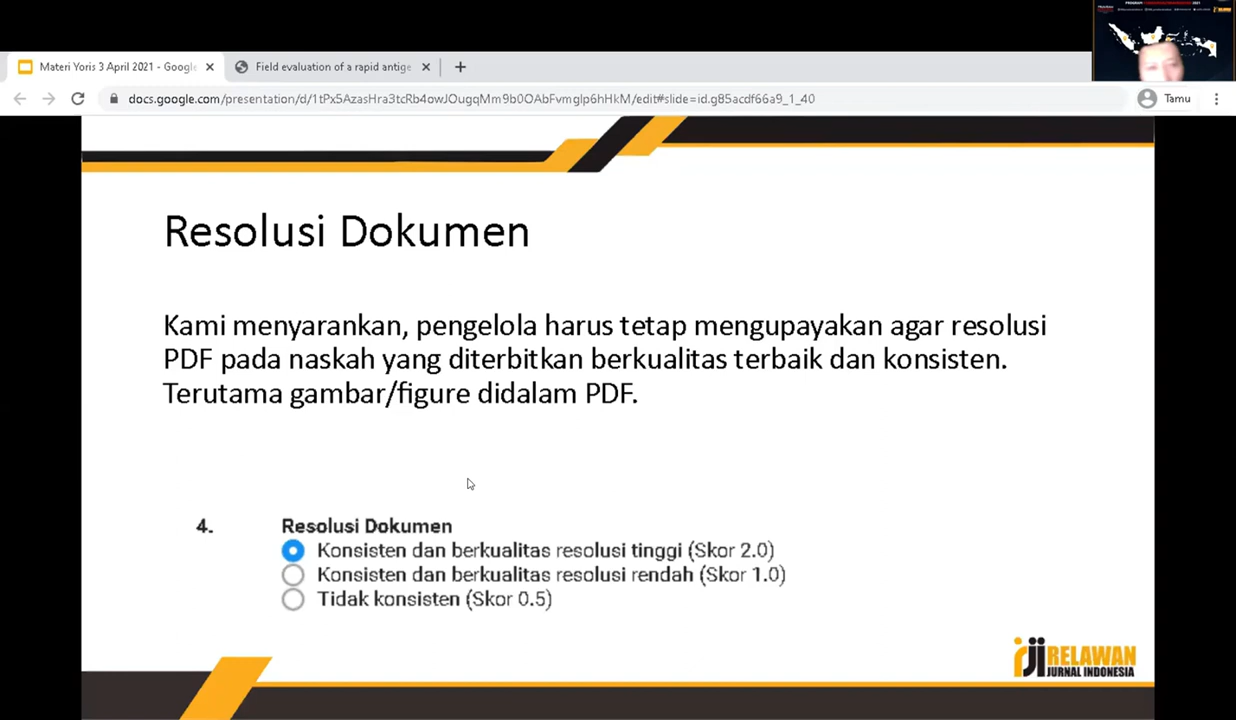 Materi Yoris 3 April 2021 - Google
Field evaluation of a rapid antige
docs.google.com/presentation/d/1tPx5AzasHra3tcRb4owJOugqMm9b0OAbFvmglp6hHkM/edit#slide=id.g85acdf66a9_1_40
Tamu
Resolusi Dokumen
Kami menyarankan, pengelola harus tetap mengupayakan agar resolusi
PDF pada naskah yang diterbitkan berkualitas terbaik dan konsisten.
Terutama gambar/figure didalam PDF.
4. Resolusi Dokumen
Konsisten dan berkualitas resolusi tinggi (Skor 2.0)
Konsisten dan berkualitas resolusi rendah (Skor 1.0)
Tidak konsisten (Skor 0.5)
RELAWAN
JURNAL INDONESIA